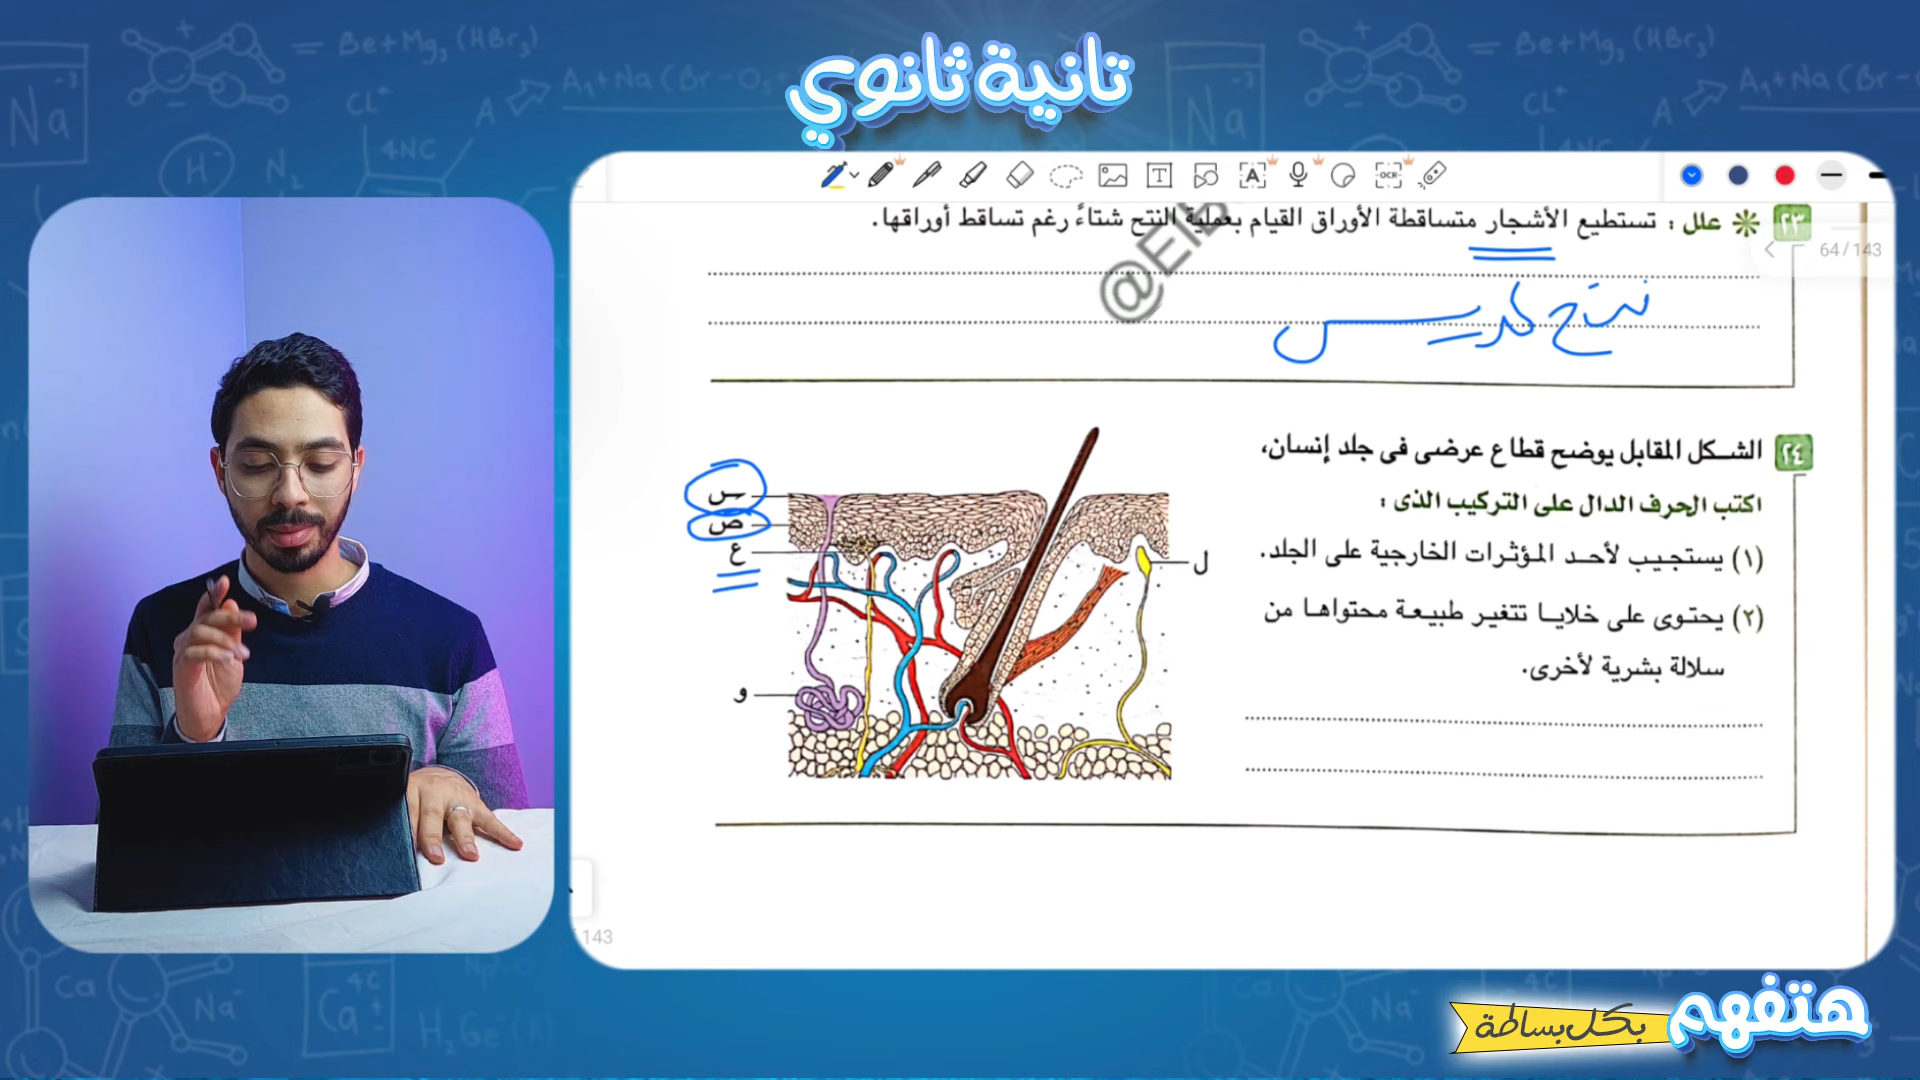 تانية ثانوي
OCR
64/143
٢٣ علل : تستطيع الأشجار متساقطة الأوراق القيام بعملية النتح شتاءً رغم تساقط أوراقها.
نتح عديسى
٢٤ الشكل المقابل يوضح قطاع عرضى فى جلد إنسان،
اكتب الحرف الدال على التركيب الذى :
(١) يستجيب لأحد المؤثرات الخارجية على الجلد.
(٢) يحتوى على خلايا تتغير طبيعة محتواها من
سلالة بشرية لأخرى.
س
ص
ع
ل
و
143
هتفهم
بكل بساطة